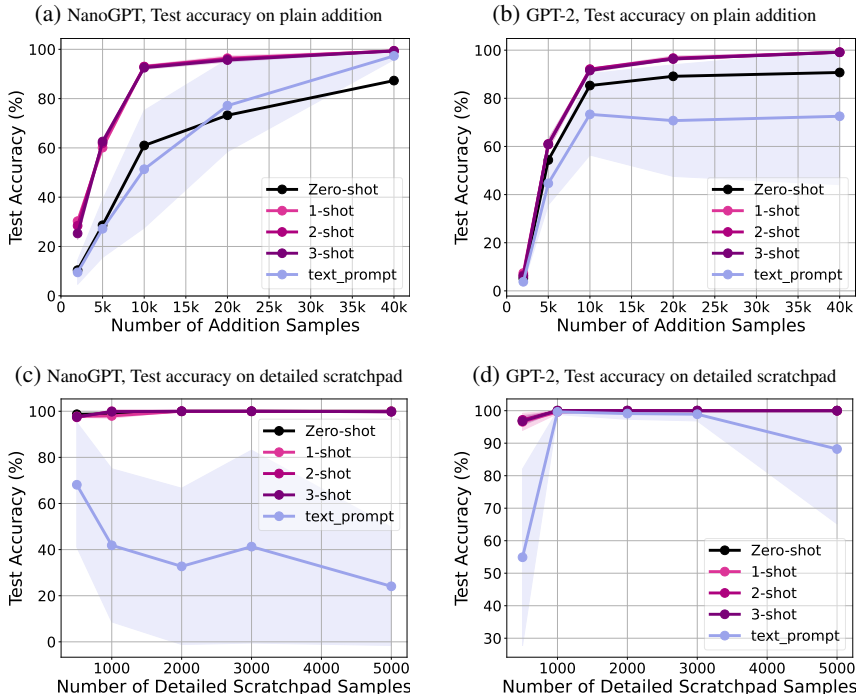 (a) NanoGPT, Test accuracy on plain addition
Test Accuracy (%)
100
80
60
40
20
0
0k 5k 10k 15k 20k 25k 30k 35k 40k
Number of Addition Samples
Zero-shot
1-shot
2-shot
3-shot
text_prompt
(b) GPT-2, Test accuracy on plain addition
Test Accuracy (%)
100
80
60
40
20
0
0k 5k 10k 15k 20k 25k 30k 35k 40k
Number of Addition Samples
Zero-shot
1-shot
2-shot
3-shot
text_prompt
(c) NanoGPT, Test accuracy on detailed scratchpad
Test Accuracy (%)
100
80
60
40
20
0
1000 2000 3000 4000 5000
Number of Detailed Scratchpad Samples
Zero-shot
1-shot
2-shot
3-shot
text_prompt
(d) GPT-2, Test accuracy on detailed scratchpad
Test Accuracy (%)
100
90
80
70
60
50
40
30
1000 2000 3000 4000 5000
Number of Detailed Scratchpad Samples
Zero-shot
1-shot
2-shot
3-shot
text_prompt